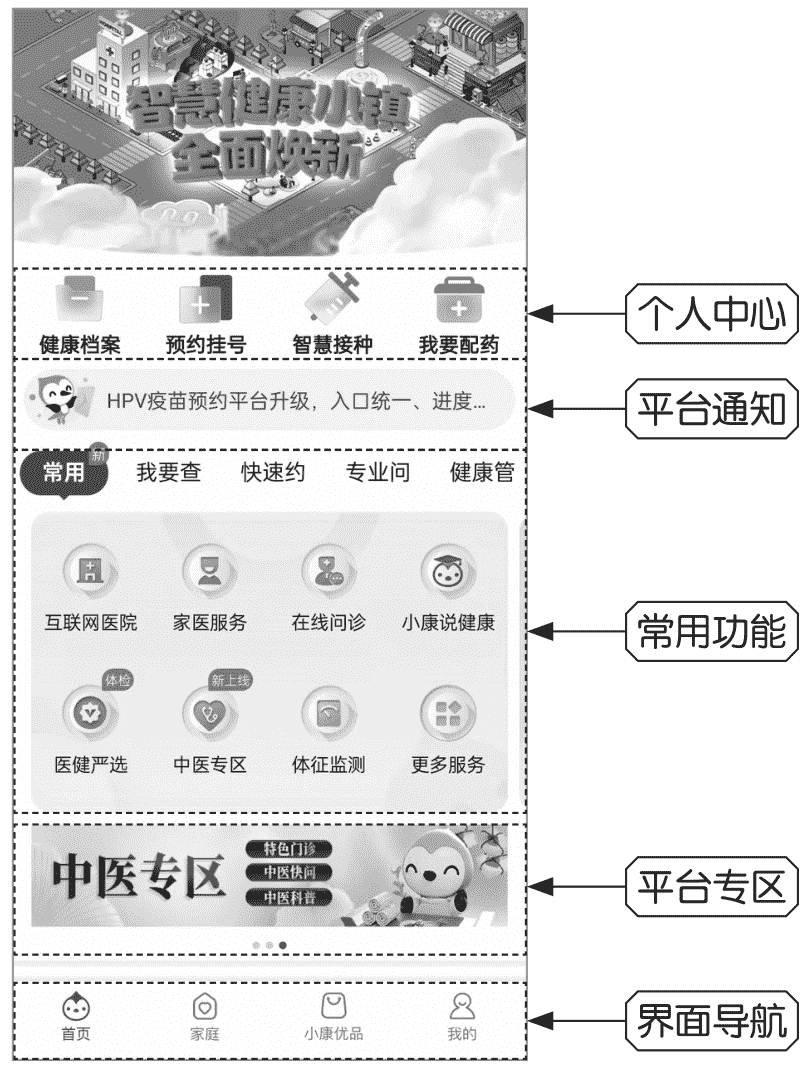 智慧健康小镇
全面焕新
健康档案 预约挂号 智慧接种 我要配药
个人中心
HPV疫苗预约平台升级，入口统一、进度...
平台通知
常用 新 我要查 快速约 专业问 健康管
互联网医院 家医服务 在线问诊 小康说健康
常用功能
体检 新上线
医健严选 中医专区 体征监测 更多服务
中医专区
特色门诊
中医快问
中医科普
平台专区
首页 家庭 小康优品 我的
界面导航